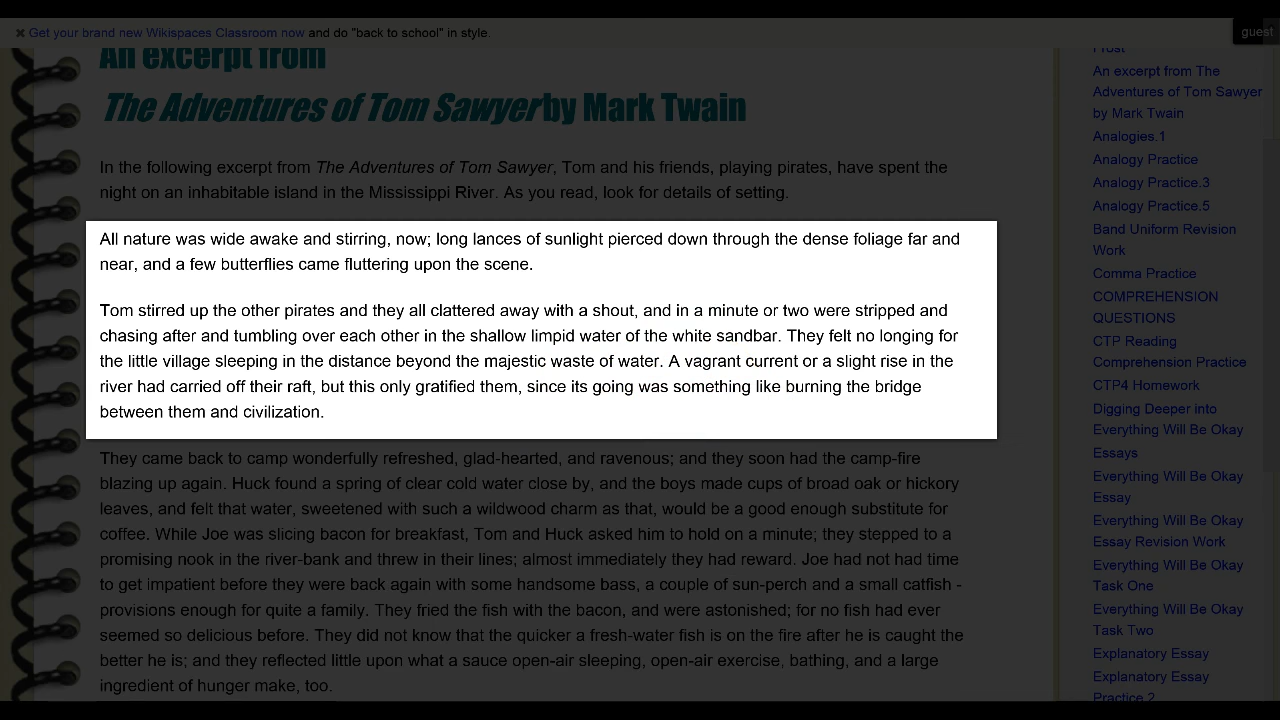 ✖ Get your brand new Wikispaces Classroom now and do "back to school" in style.
guest
An excerpt from
The Adventures of Tom Sawyer by Mark Twain
In the following excerpt from The Adventures of Tom Sawyer, Tom and his friends, playing pirates, have spent the
night on an inhabitable island in the Mississippi River. As you read, look for details of setting.
All nature was wide awake and stirring, now; long lances of sunlight pierced down through the dense foliage far and
near, and a few butterflies came fluttering upon the scene.
Tom stirred up the other pirates and they all clattered away with a shout, and in a minute or two were stripped and
chasing after and tumbling over each other in the shallow limpid water of the white sandbar. They felt no longing for
the little village sleeping in the distance beyond the majestic waste of water. A vagrant current or a slight rise in the
river had carried off their raft, but this only gratified them, since its going was something like burning the bridge
between them and civilization.
They came back to camp wonderfully refreshed, glad-hearted, and ravenous; and they soon had the camp-fire
blazing up again. Huck found a spring of clear cold water close by, and the boys made cups of broad oak or hickory
leaves, and felt that water, sweetened with such a wildwood charm as that, would be a good enough substitute for
coffee. While Joe was slicing bacon for breakfast, Tom and Huck asked him to hold on a minute; they stepped to a
promising nook in the river-bank and threw in their lines; almost immediately they had reward. Joe had not had time
to get impatient before they were back again with some handsome bass, a couple of sun-perch and a small catfish -
provisions enough for quite a family. They fried the fish with the bacon, and were astonished; for no fish had ever
seemed so delicious before. They did not know that the quicker a fresh-water fish is on the fire after he is caught the
better he is; and they reflected little upon what a sauce open-air sleeping, open-air exercise, bathing, and a large
ingredient of hunger make, too.
Frost
An excerpt from The
Adventures of Tom Sawyer
by Mark Twain
Analogies.1
Analogy Practice
Analogy Practice.3
Analogy Practice.5
Band Uniform Revision
Work
Comma Practice
COMPREHENSION
QUESTIONS
CTP Reading
Comprehension Practice
CTP4 Homework
Digging Deeper into
Everything Will Be Okay
Essays
Everything Will Be Okay
Essay
Everything Will Be Okay
Essay Revision Work
Everything Will Be Okay
Task One
Everything Will Be Okay
Task Two
Explanatory Essay
Explanatory Essay
Practice.2